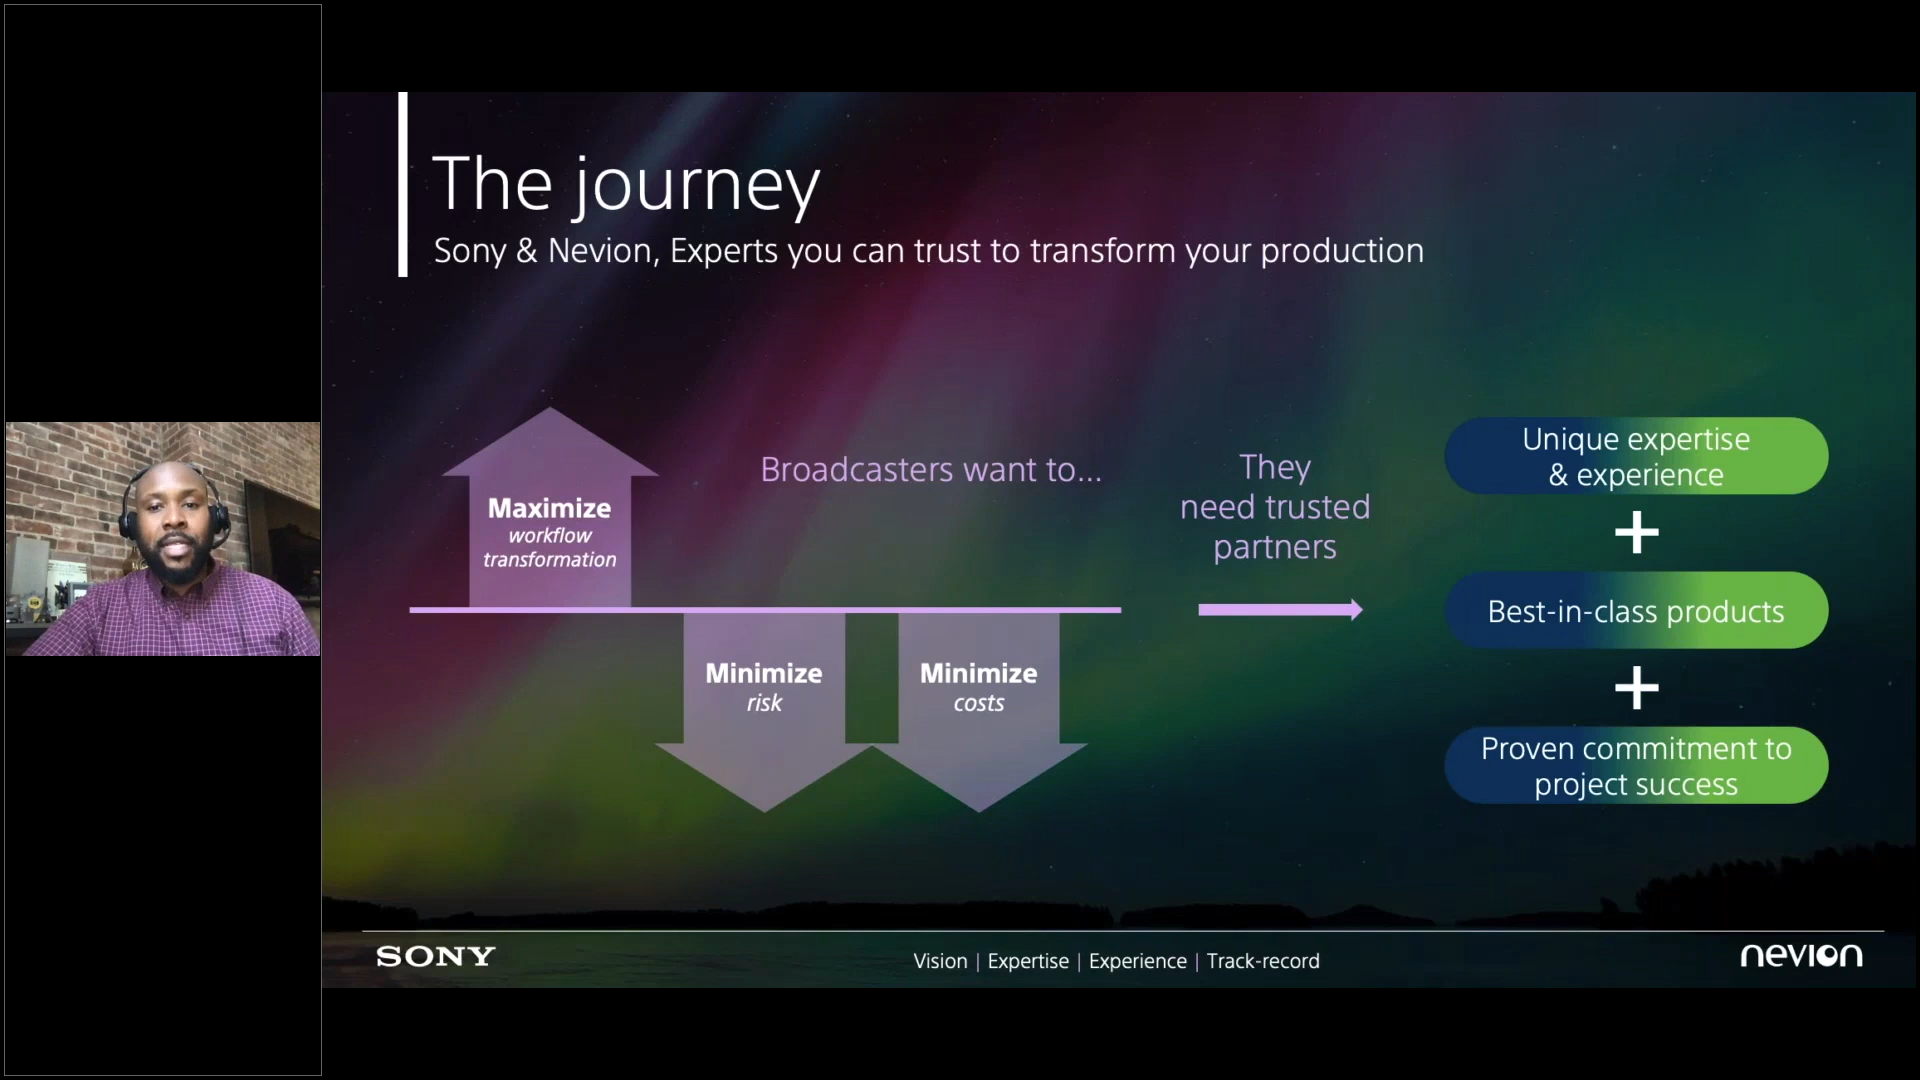 The journey
Sony & Nevion, Experts you can trust to transform your production
Maximize
workflow
transformation
Broadcasters want to...
Minimize
risk
Minimize
costs
They
need trusted
partners
Unique expertise
& experience
+
Best-in-class products
+
Proven commitment to
project success
SONY
Vision | Expertise | Experience | Track-record
nevion